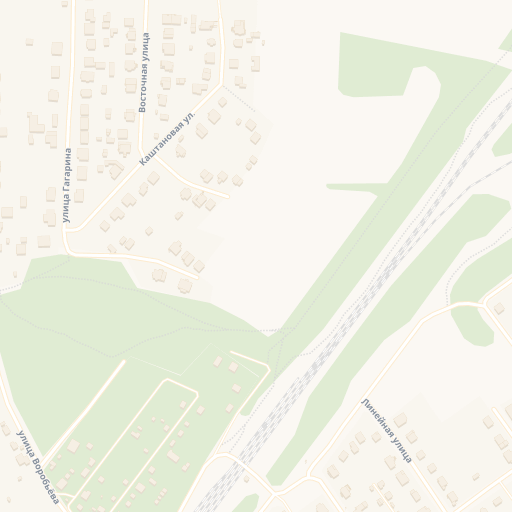 Восточная улица
Каштановая ул.
улица Гагарина
Линейная улица
улица Воробьёва